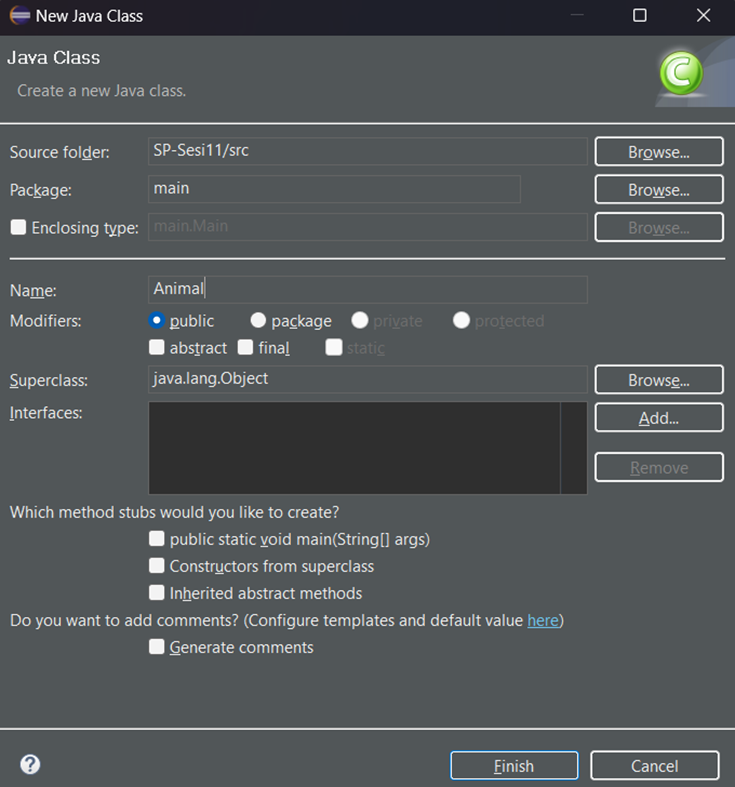 New Java Class
Java Class
Create a new Java class.
Source folder: SP-Sesi11/src Browse...
Package: main Browse...
Enclosing type: main.Main Browse...
Name: Animal
Modifiers: public package private protected
abstract final static
Superclass: java.lang.Object Browse...
Interfaces: Add...
Remove
Which method stubs would you like to create?
public static void main(String[] args)
Constructors from superclass
Inherited abstract methods
Do you want to add comments? (Configure templates and default value here)
Generate comments
? Finish Cancel